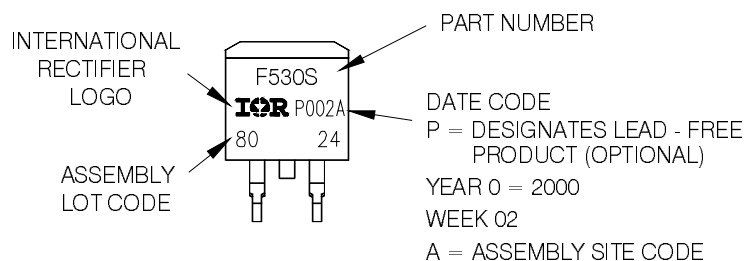 INTERNATIONAL
RECTIFIER
LOGO
ASSEMBLY
LOT CODE
F530S
IOR P002A
80 24
PART NUMBER
DATE CODE
P = DESIGNATES LEAD - FREE
PRODUCT (OPTIONAL)
YEAR 0 = 2000
WEEK 02
A = ASSEMBLY SITE CODE